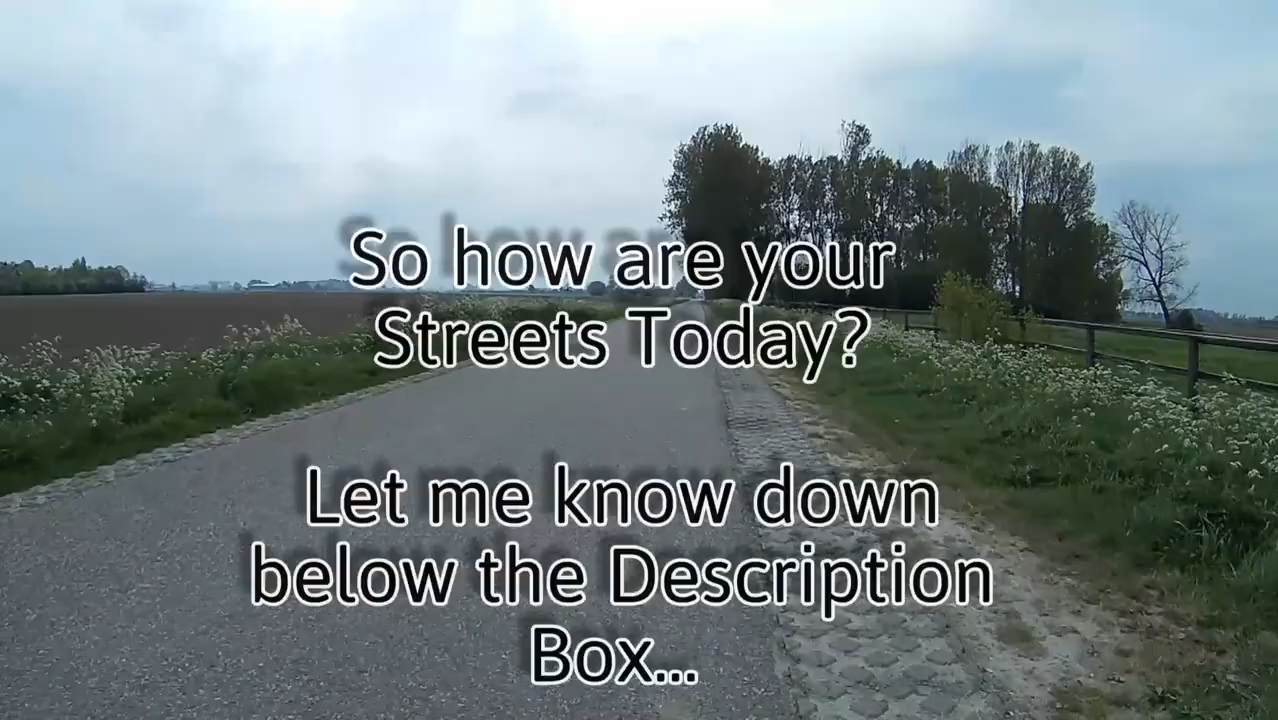 So how are your
Streets Today?
Let me know down
below the Description
Box...